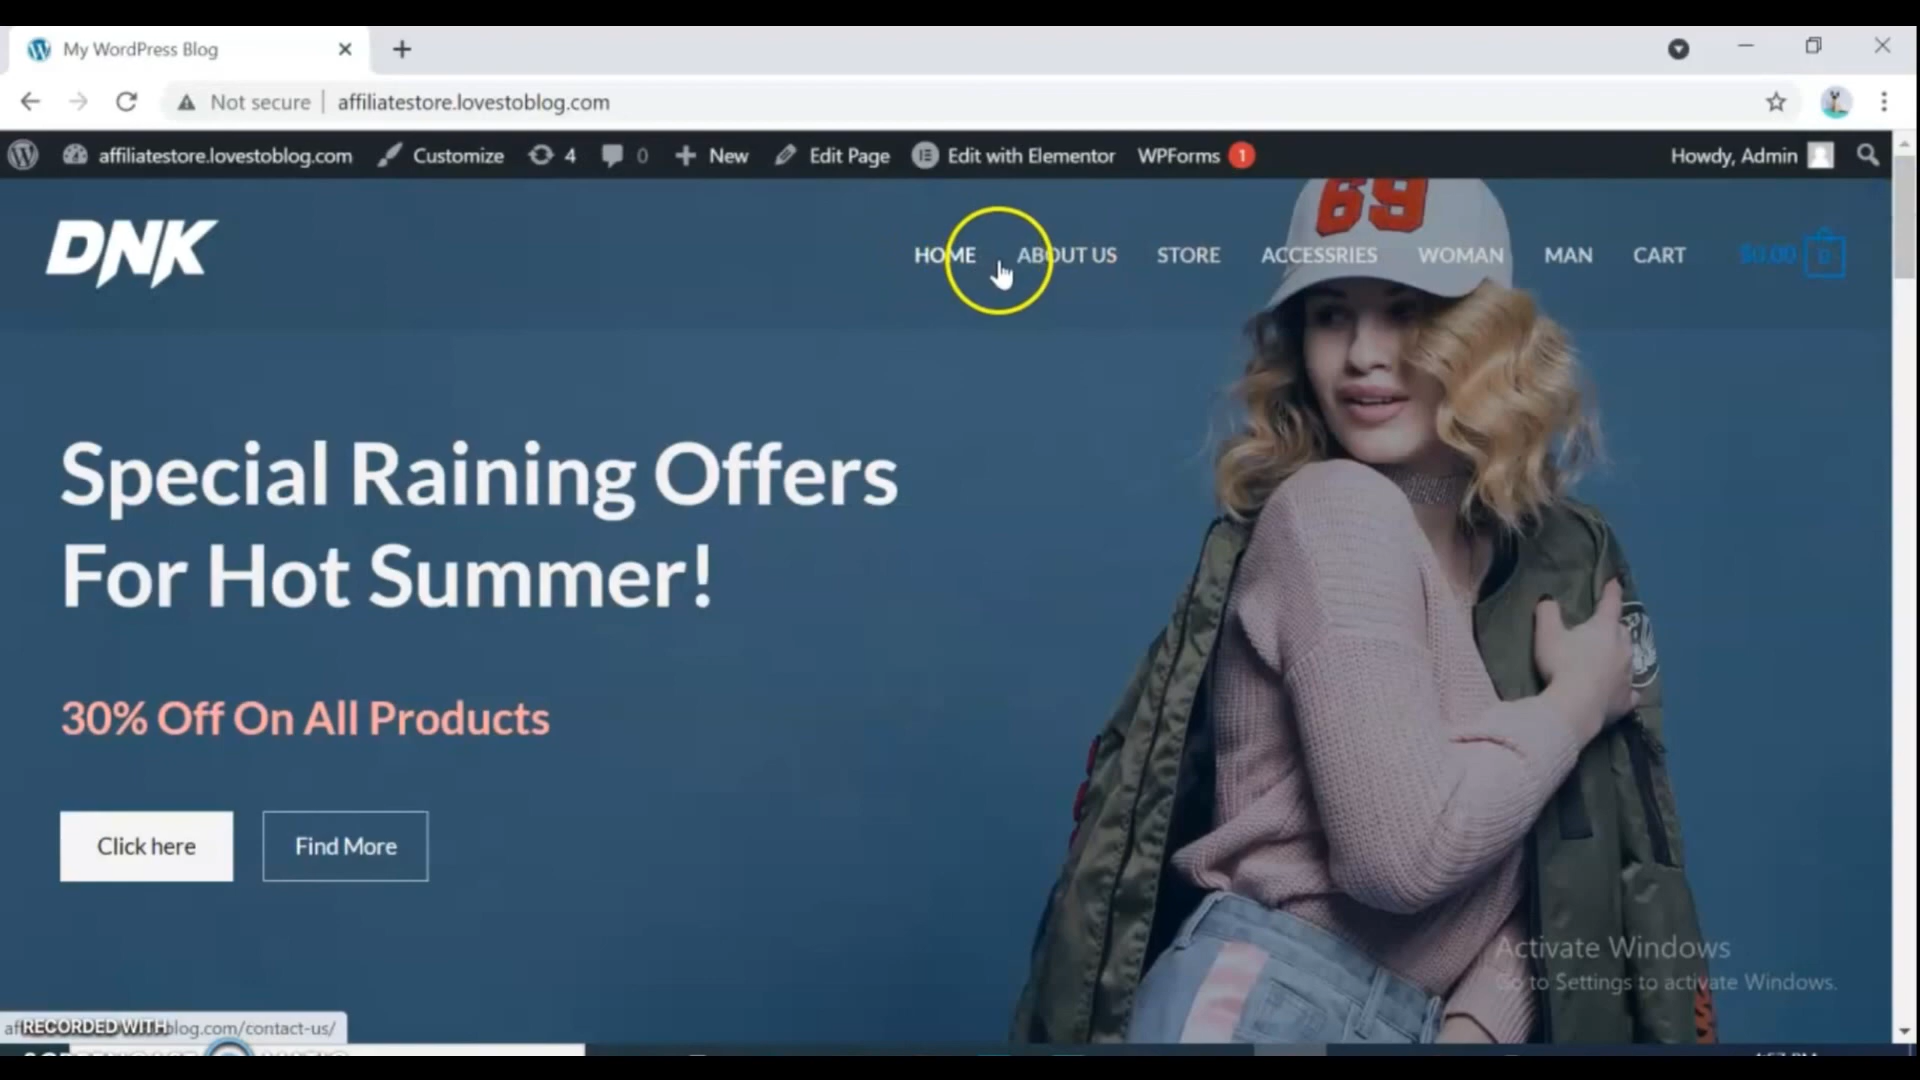 My WordPress Blog
Not secure affiliatestore.lovestoblog.com
affiliatestore.lovestoblog.com Customize 4 0 New Edit Page Edit with Elementor WPForms 1 Howdy, Admin
69
DNK HOME ABOUT US STORE ACCESSRIES WOMAN MAN CART $0.00 0
Special Raining Offers
For Hot Summer!
30% Off On All Products
Click here Find More
Activate Windows
Go to Settings to activate Windows.
RECORDED WITH blog.com/contact-us/